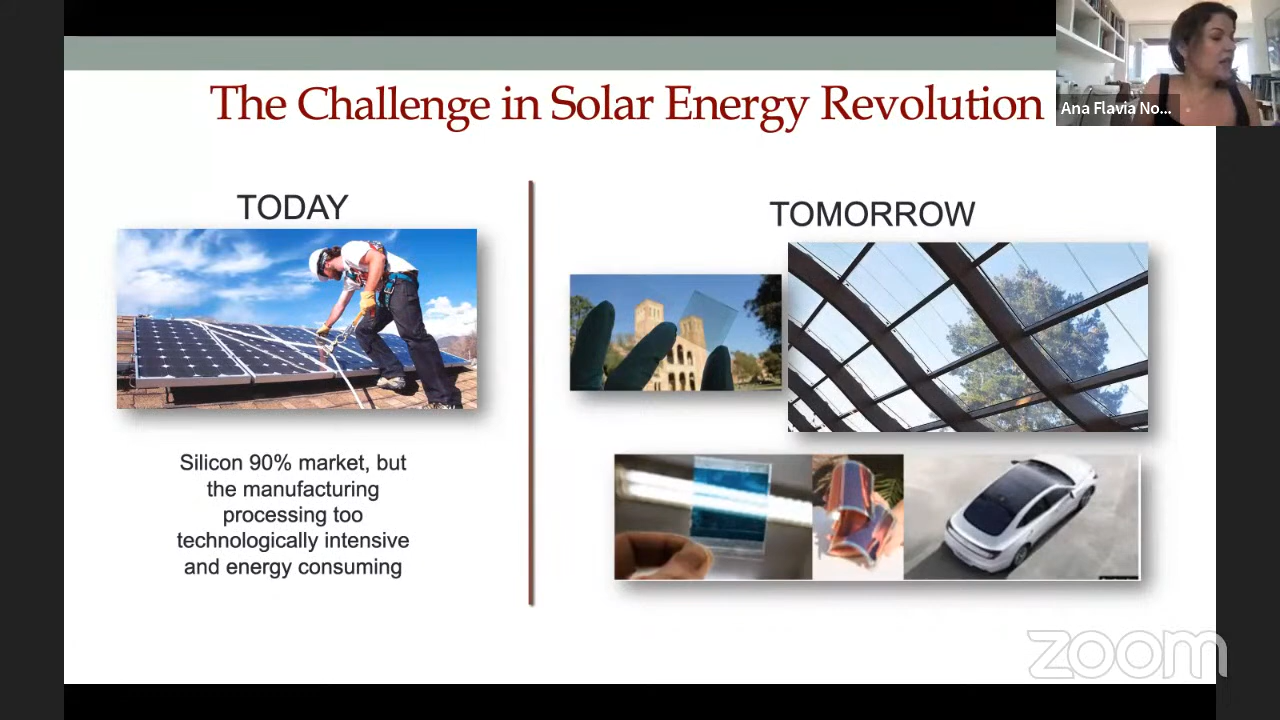 The Challenge in Solar Energy Revolution
Ana Flavia No...
TODAY
TOMORROW
Silicon 90% market, but
the manufacturing
processing too
technologically intensive
and energy consuming
zoom